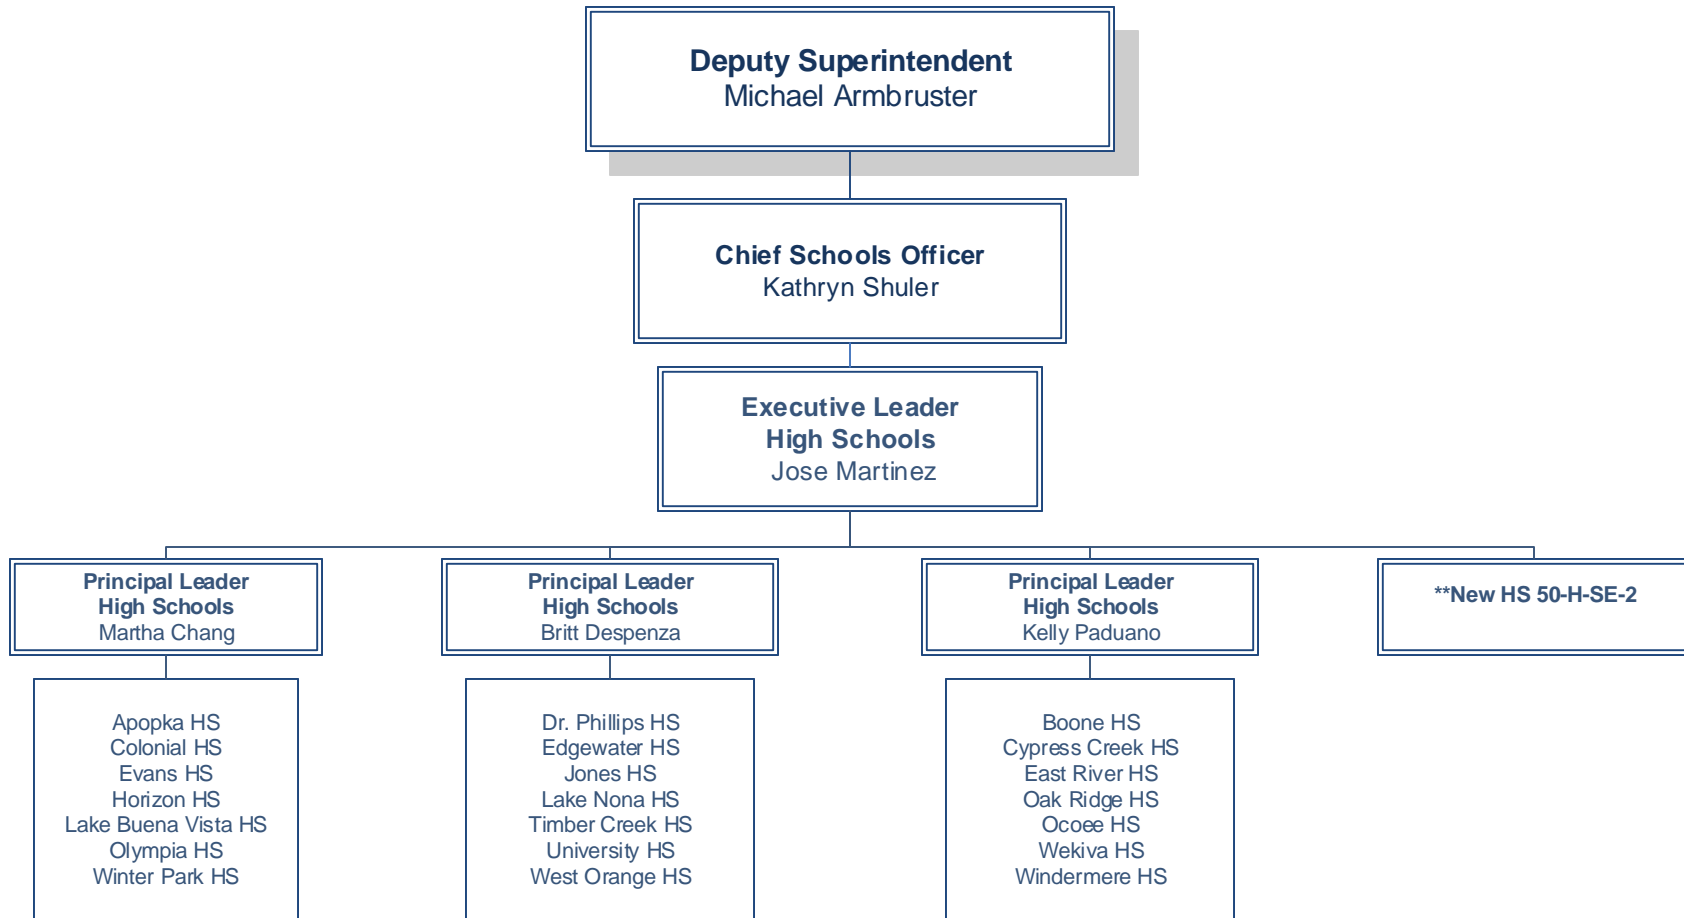 Deputy Superintendent
Michael Armbruster
Chief Schools Officer
Kathryn Shuler
Executive Leader
High Schools
Jose Martinez
Principal Leader
High Schools
Martha Chang
Principal Leader
High Schools
Britt Despenza
Principal Leader
High Schools
Kelly Paduano
**New HS 50-H-SE-2
Apopka HS
Colonial HS
Evans HS
Horizon HS
Lake Buena Vista HS
Olympia HS
Winter Park HS
Dr. Phillips HS
Edgewater HS
Jones HS
Lake Nona HS
Timber Creek HS
University HS
West Orange HS
Boone HS
Cypress Creek HS
East River HS
Oak Ridge HS
Ocoee HS
Wekiva HS
Windermere HS